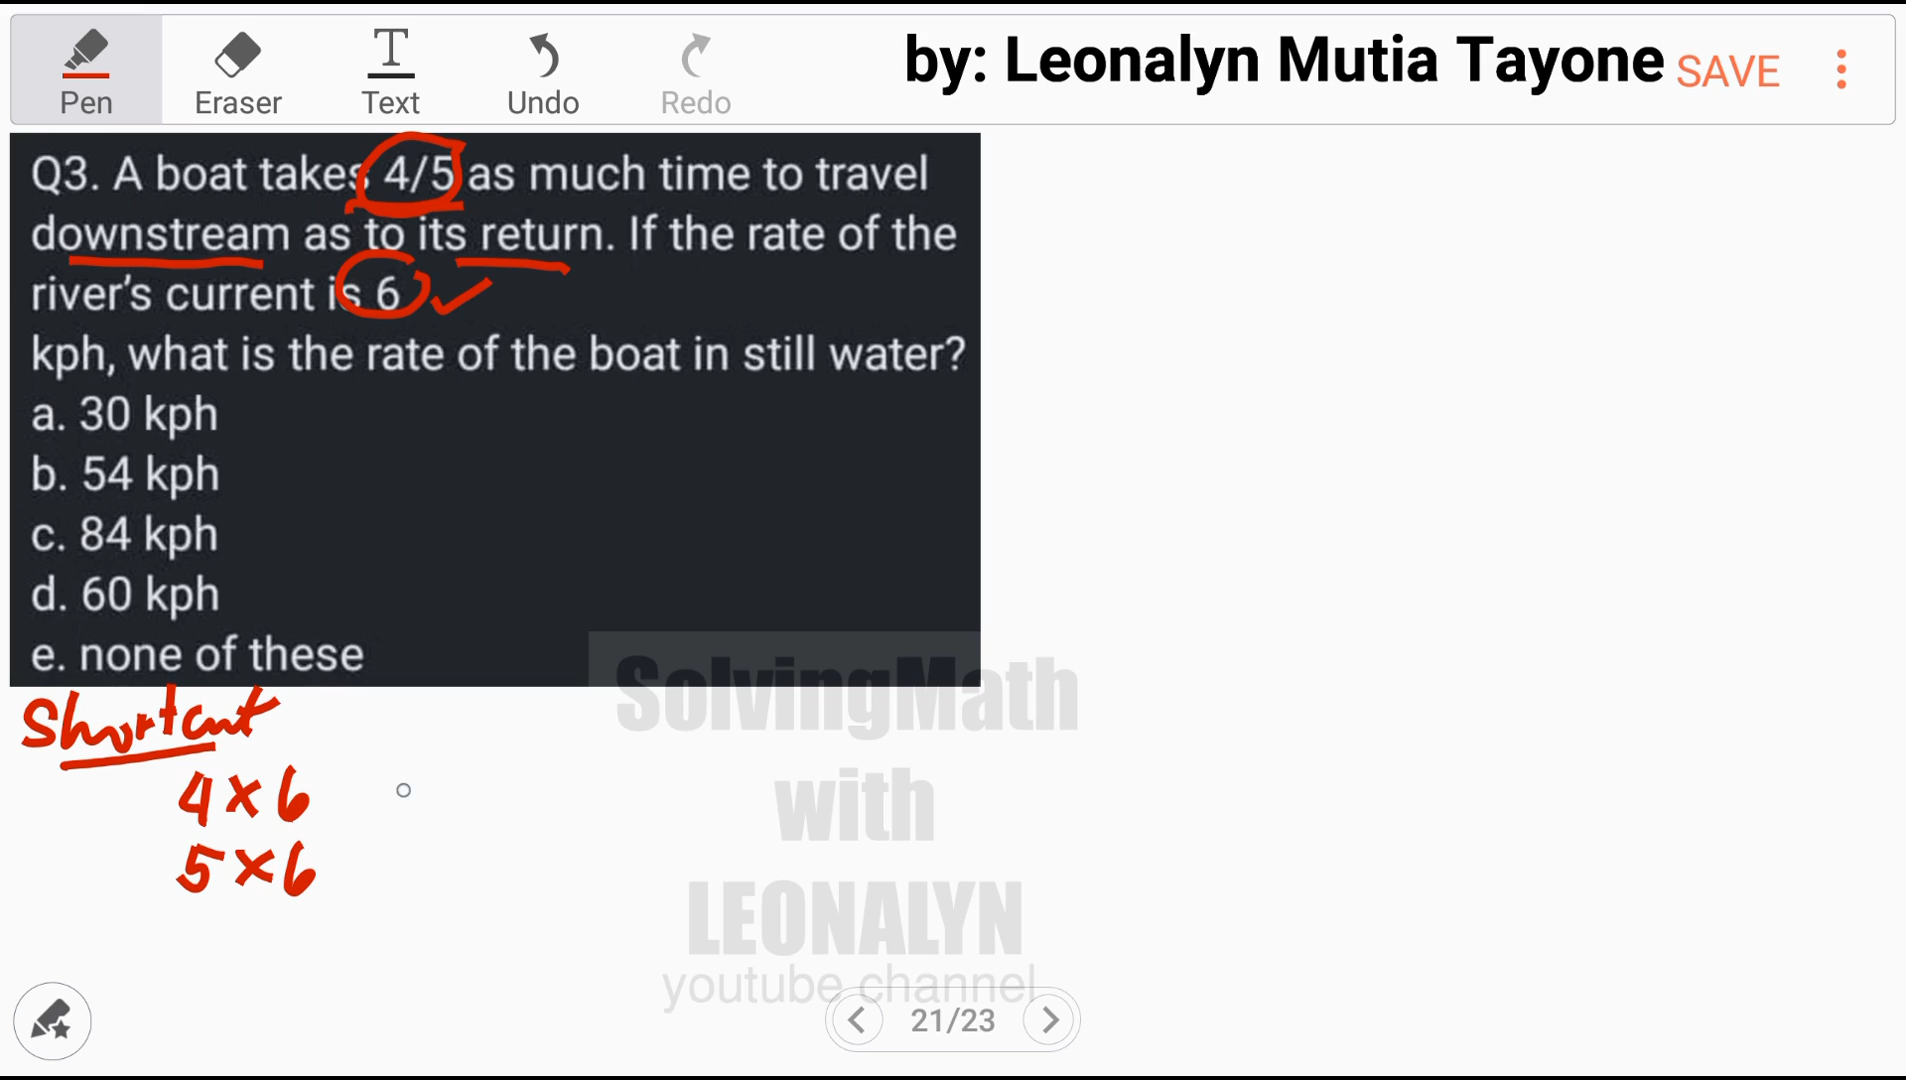 Pen
Eraser
Text
Undo
Redo
by: Leonalyn Mutia Tayone
SAVE
Q3. A boat takes 4/5 as much time to travel
downstream as to its return. If the rate of the
river's current is 6
kph, what is the rate of the boat in still water?
a. 30 kph
b. 54 kph
c. 84 kph
d. 60 kph
e. none of these
SolvingMath
with
LEONALYN
youtube channel
Shortcut
4×6
5×6
21/23